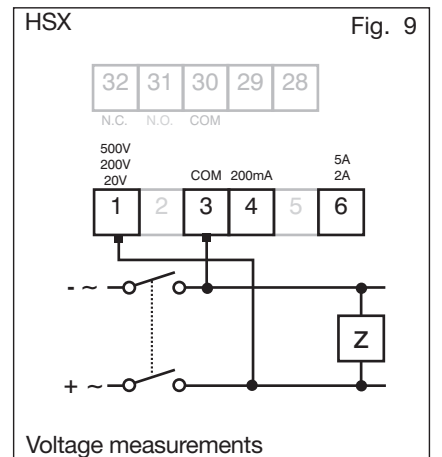 HSX Fig. 9
32 31 30 29 28
N.C. N.O. COM
500V
200V 5A
20V COM 200mA 2A
1 2 3 4 5 6
- ~
Z
+ ~
Voltage measurements